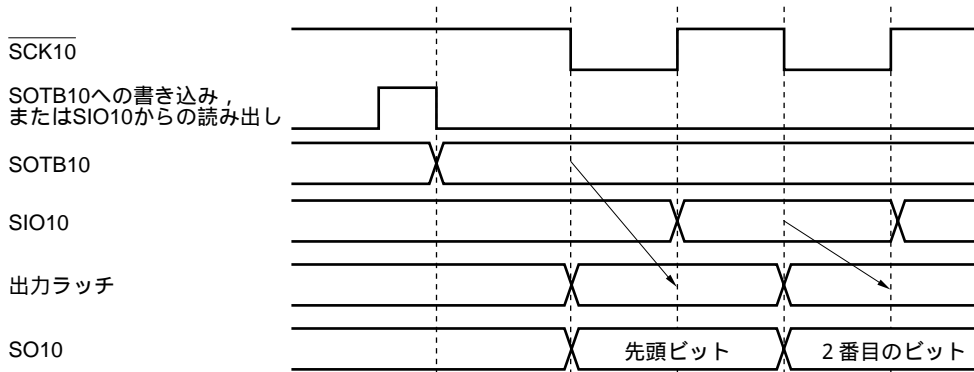 SCK10
SOTB10への書き込み，
またはSIO10からの読み出し
SOTB10
SIO10
出力ラッチ
SO10
先頭ビット
2番目のビット